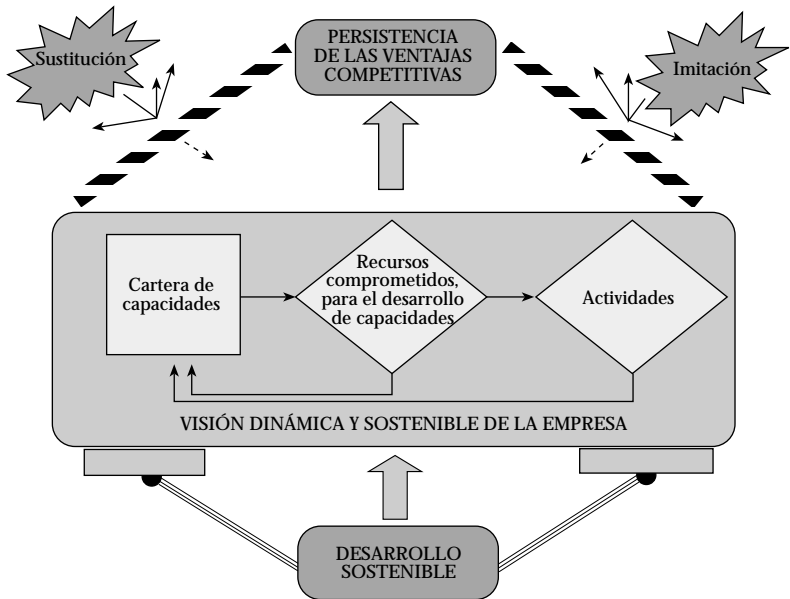 PERSISTENCIA
DE LAS VENTAJAS
COMPETITIVAS
Sustitución
Imitación
Cartera de
capacidades
Recursos
comprometidos,
para el desarrollo
de capacidades
Actividades
VISIÓN DINÁMICA Y SOSTENIBLE DE LA EMPRESA
DESARROLLO
SOSTENIBLE